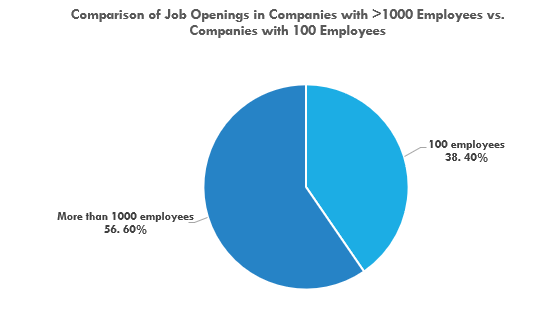 Comparison of Job Openings in Companies with >1000 Employees vs.
Companies with 100 Employees
100 employees
38. 40%
More than 1000 employees
56. 60%